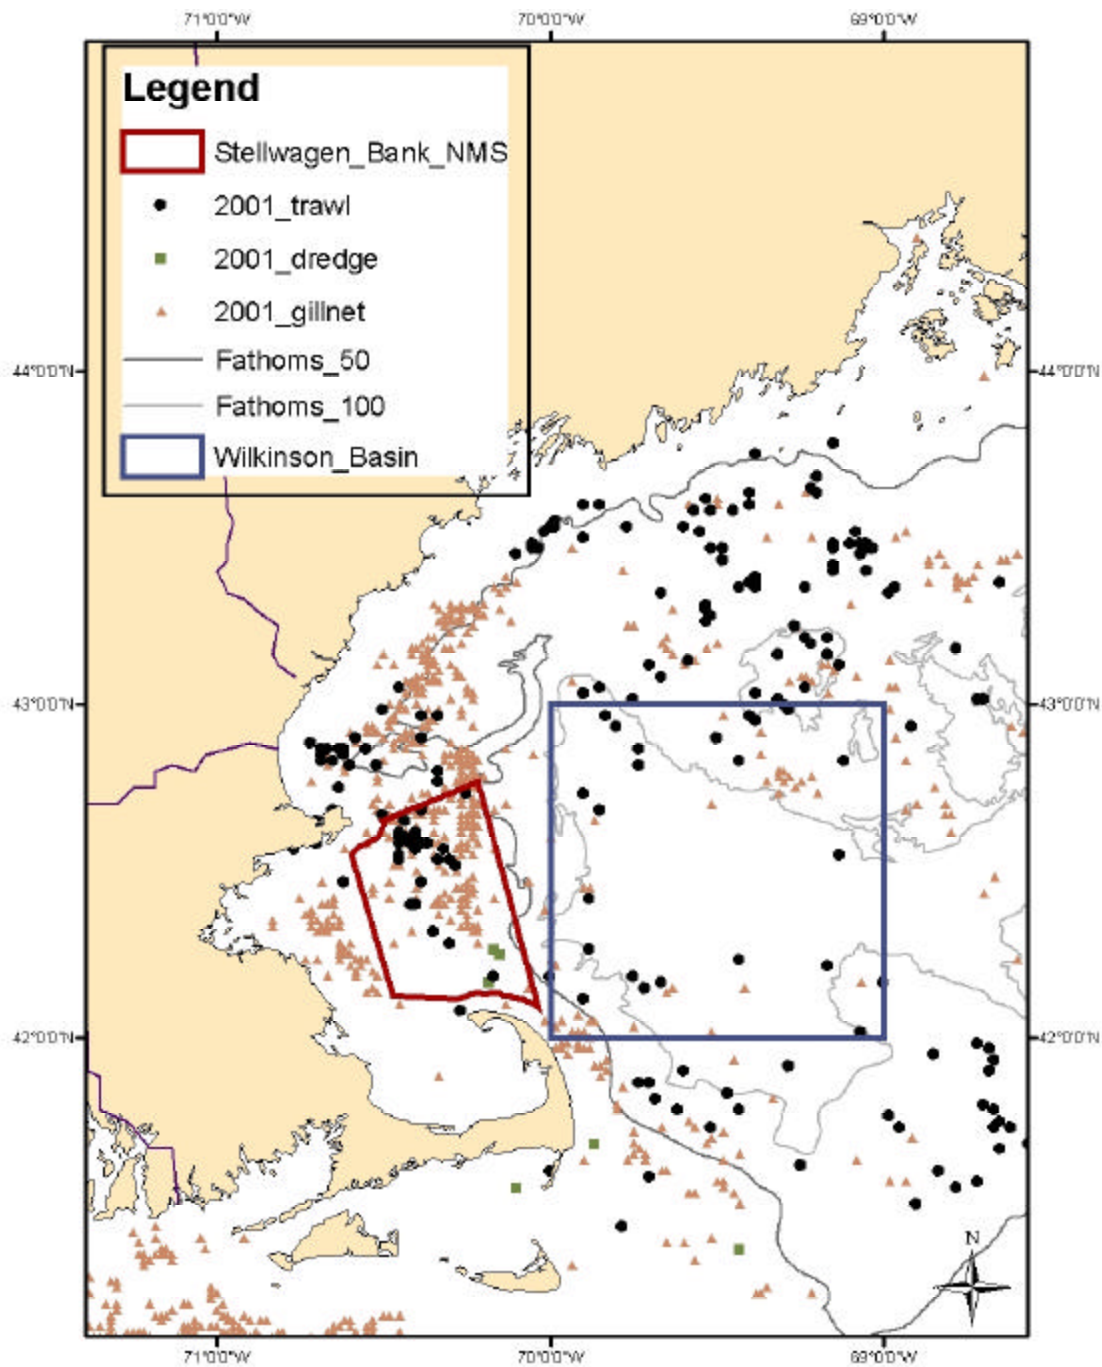 71°0'0"W 70°0'0"W 69°0'0"W
Legend
Stellwagen_Bank_NMS
2001_trawl
2001_dredge
2001_gillnet
Fathoms_50
Fathoms_100
Wilkinson_Basin
44°0'0"N 44°0'0"N
43°0'0"N 43°0'0"N
42°0'0"N 42°0'0"N
N
71°0'0"W 70°0'0"W 69°0'0"W